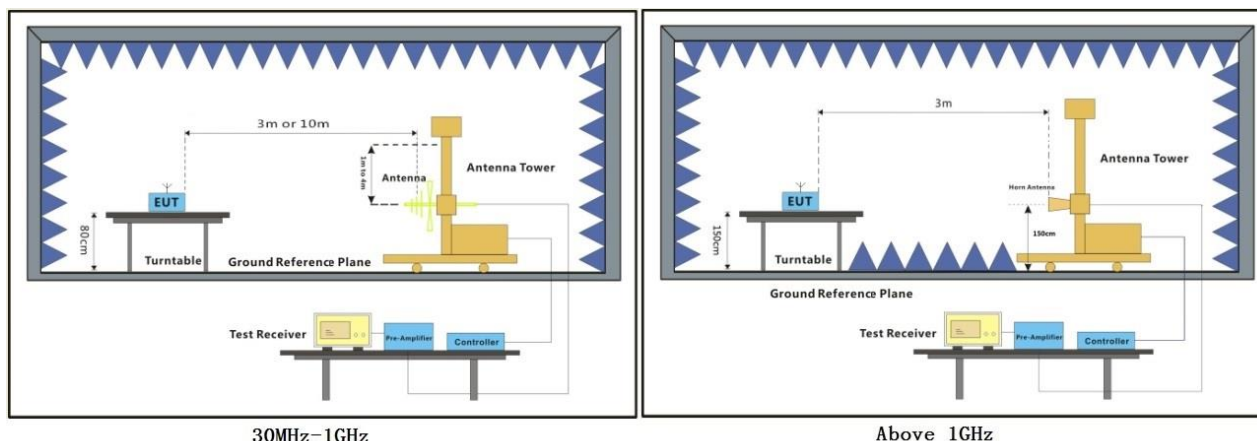 3m or 10m
1m to 4m
Antenna
Antenna Tower
EUT
80cm
Turntable
Ground Reference Plane
Test Receiver
Pre-Amplifier
Controller
30MHz-1GHz
3m
Antenna Tower
Horn Antenna
EUT
150cm
150cm
Turntable
Ground Reference Plane
Test Receiver
Pre-Amplifier
Controller
Above 1GHz